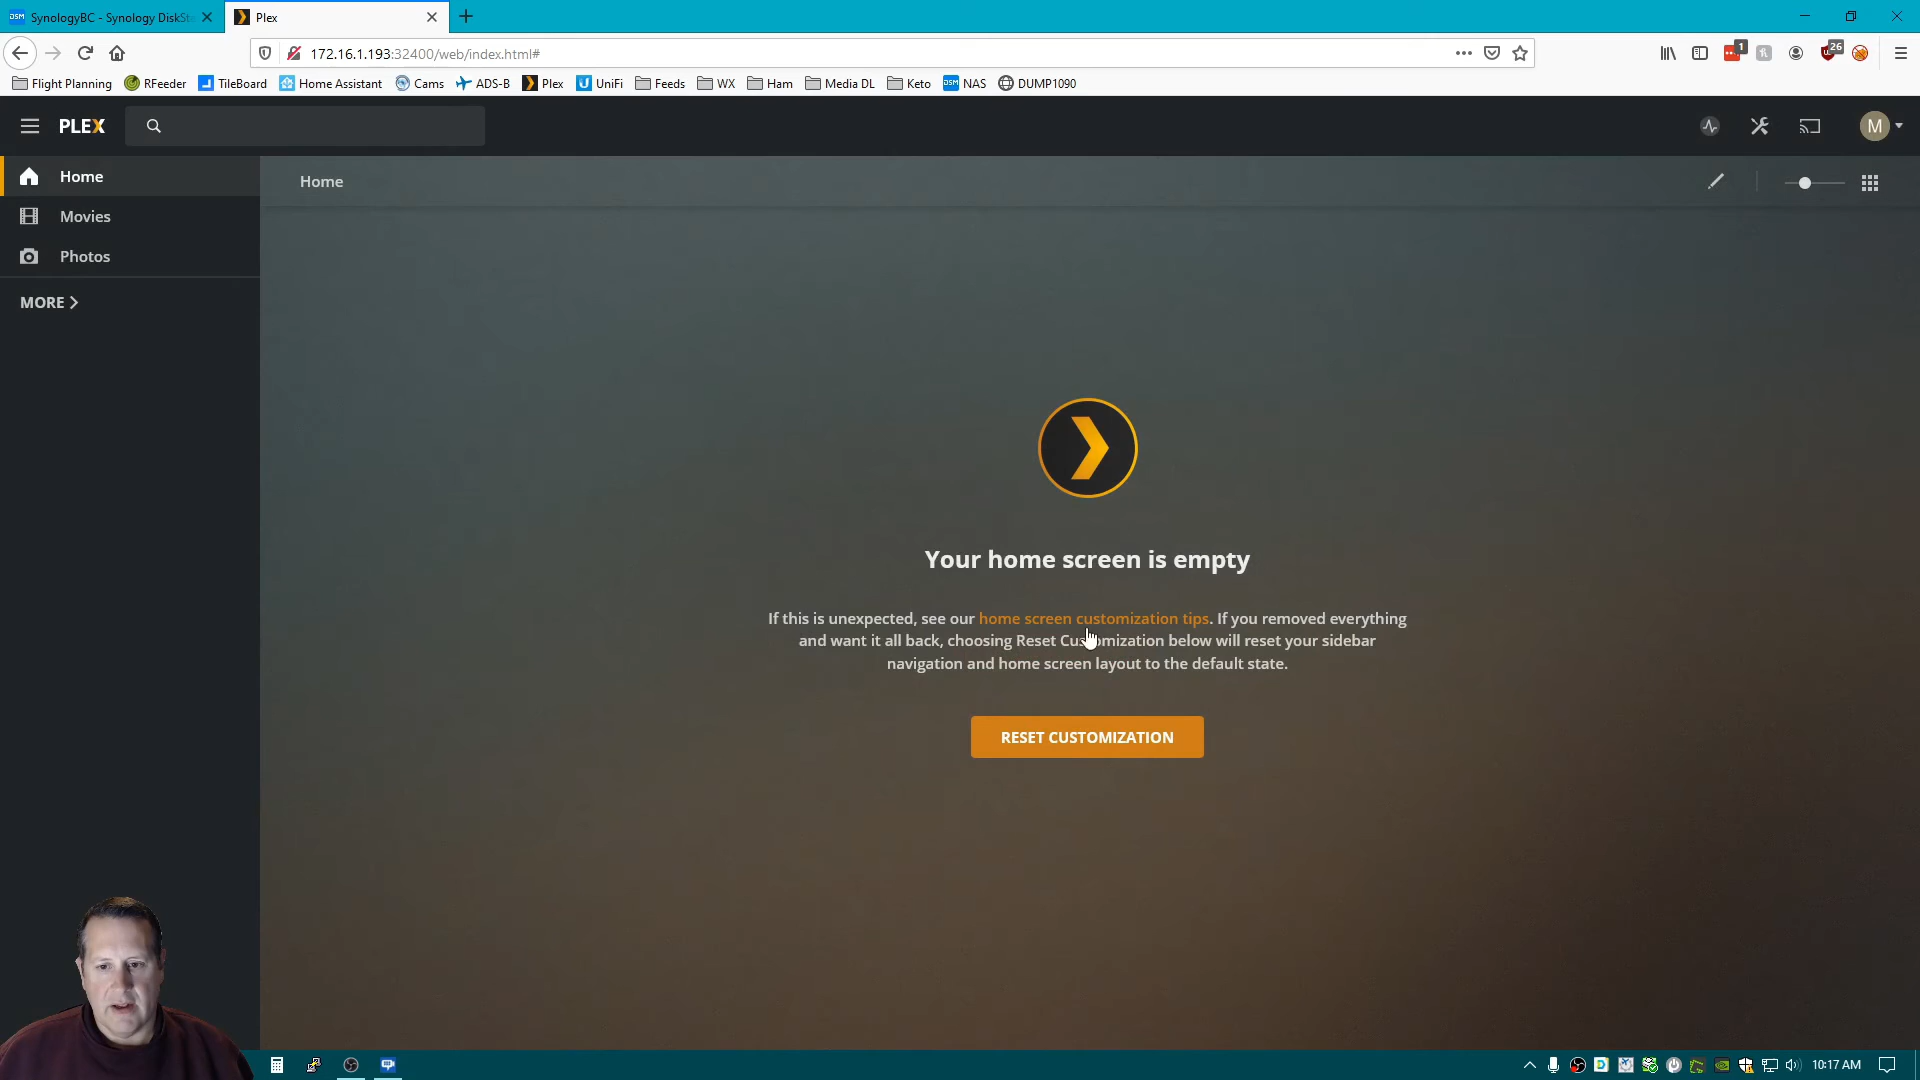 DSM SynologyBC - Synology DiskSt
Plex
172.16.1.193:32400/web/index.html#
1
26
Flight Planning
RFeeder
TileBoard
Home Assistant
Cams
ADS-B
Plex
UniFi
Feeds
WX
Ham
Media DL
Keto
DSM NAS
DUMP1090
PLEX
M
Home
Movies
Photos
MORE
Home
Your home screen is empty
If this is unexpected, see our home screen customization tips. If you removed everything
and want it all back, choosing Reset Customization below will reset your sidebar
navigation and home screen layout to the default state.
RESET CUSTOMIZATION
10:17 AM